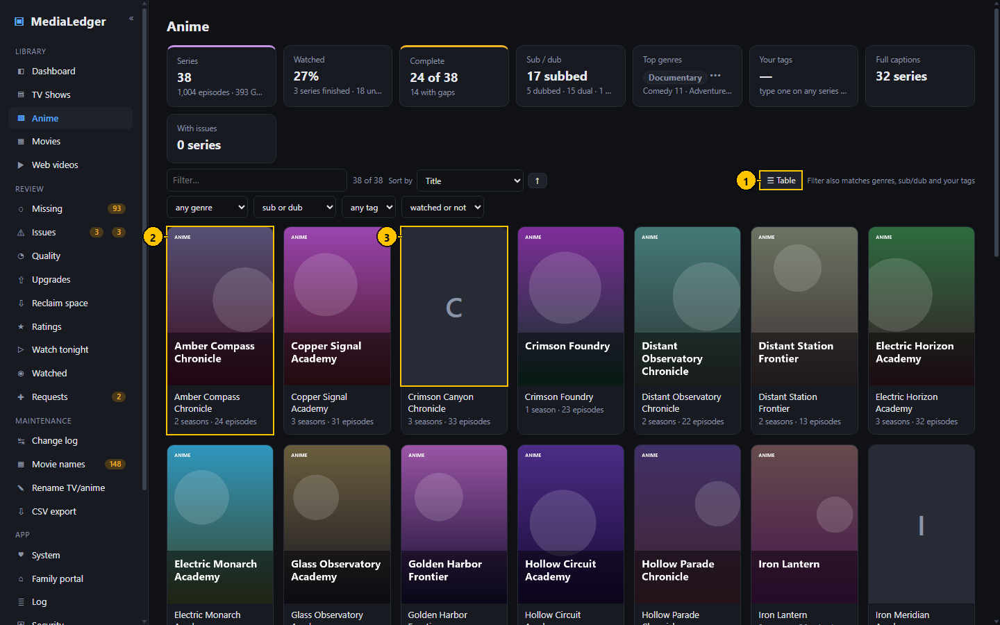 MediaLedger «
LIBRARY
Dashboard
TV Shows
Anime
Movies
Web videos
REVIEW
Missing 93
Issues 3 3
Quality
Upgrades
Reclaim space
Ratings
Watch tonight
Watched
Requests 2
MAINTENANCE
Change log
Movie names 148
Rename TV/anime
CSV export
APP
System
Family portal
Log
Security
Anime
Series
38
1,004 episodes · 393 G...
Watched
27%
3 series finished · 18 un...
Complete
24 of 38
14 with gaps
Sub / dub
17 subbed
5 dubbed · 15 dual · 1 ...
Top genres
Documentary ...
Comedy 11 · Adventure...
Your tags
—
type one on any series ...
Full captions
32 series
With issues
0 series
Filter... 38 of 38 Sort by Title ↑ 1 ☰ Table Filter also matches genres, sub/dub and your tags
any genre sub or dub any tag watched or not
2
3
ANIME
Amber Compass
Chronicle
Amber Compass
Chronicle
2 seasons · 24 episodes
ANIME
Copper Signal
Academy
Copper Signal
Academy
3 seasons · 31 episodes
C
Crimson Canyon
Chronicle
3 seasons · 33 episodes
ANIME
Crimson Foundry
Crimson Foundry
1 season · 23 episodes
ANIME
Distant
Observatory
Chronicle
Distant Observatory
Chronicle
2 seasons · 22 episodes
ANIME
Distant Station
Frontier
Distant Station
Frontier
2 seasons · 13 episodes
ANIME
Electric Horizon
Academy
Electric Horizon
Academy
3 seasons · 32 episodes
ANIME
Electric Monarch
Academy
Electric Monarch
ANIME
Glass Observatory
Academy
Glass Observatory
ANIME
Golden Harbor
Frontier
Golden Harbor
ANIME
Hollow Circuit
Academy
Hollow Circuit
ANIME
Hollow Parade
Chronicle
Hollow Parade
ANIME
Iron Lantern
Iron Lantern
I
Iron Meridian